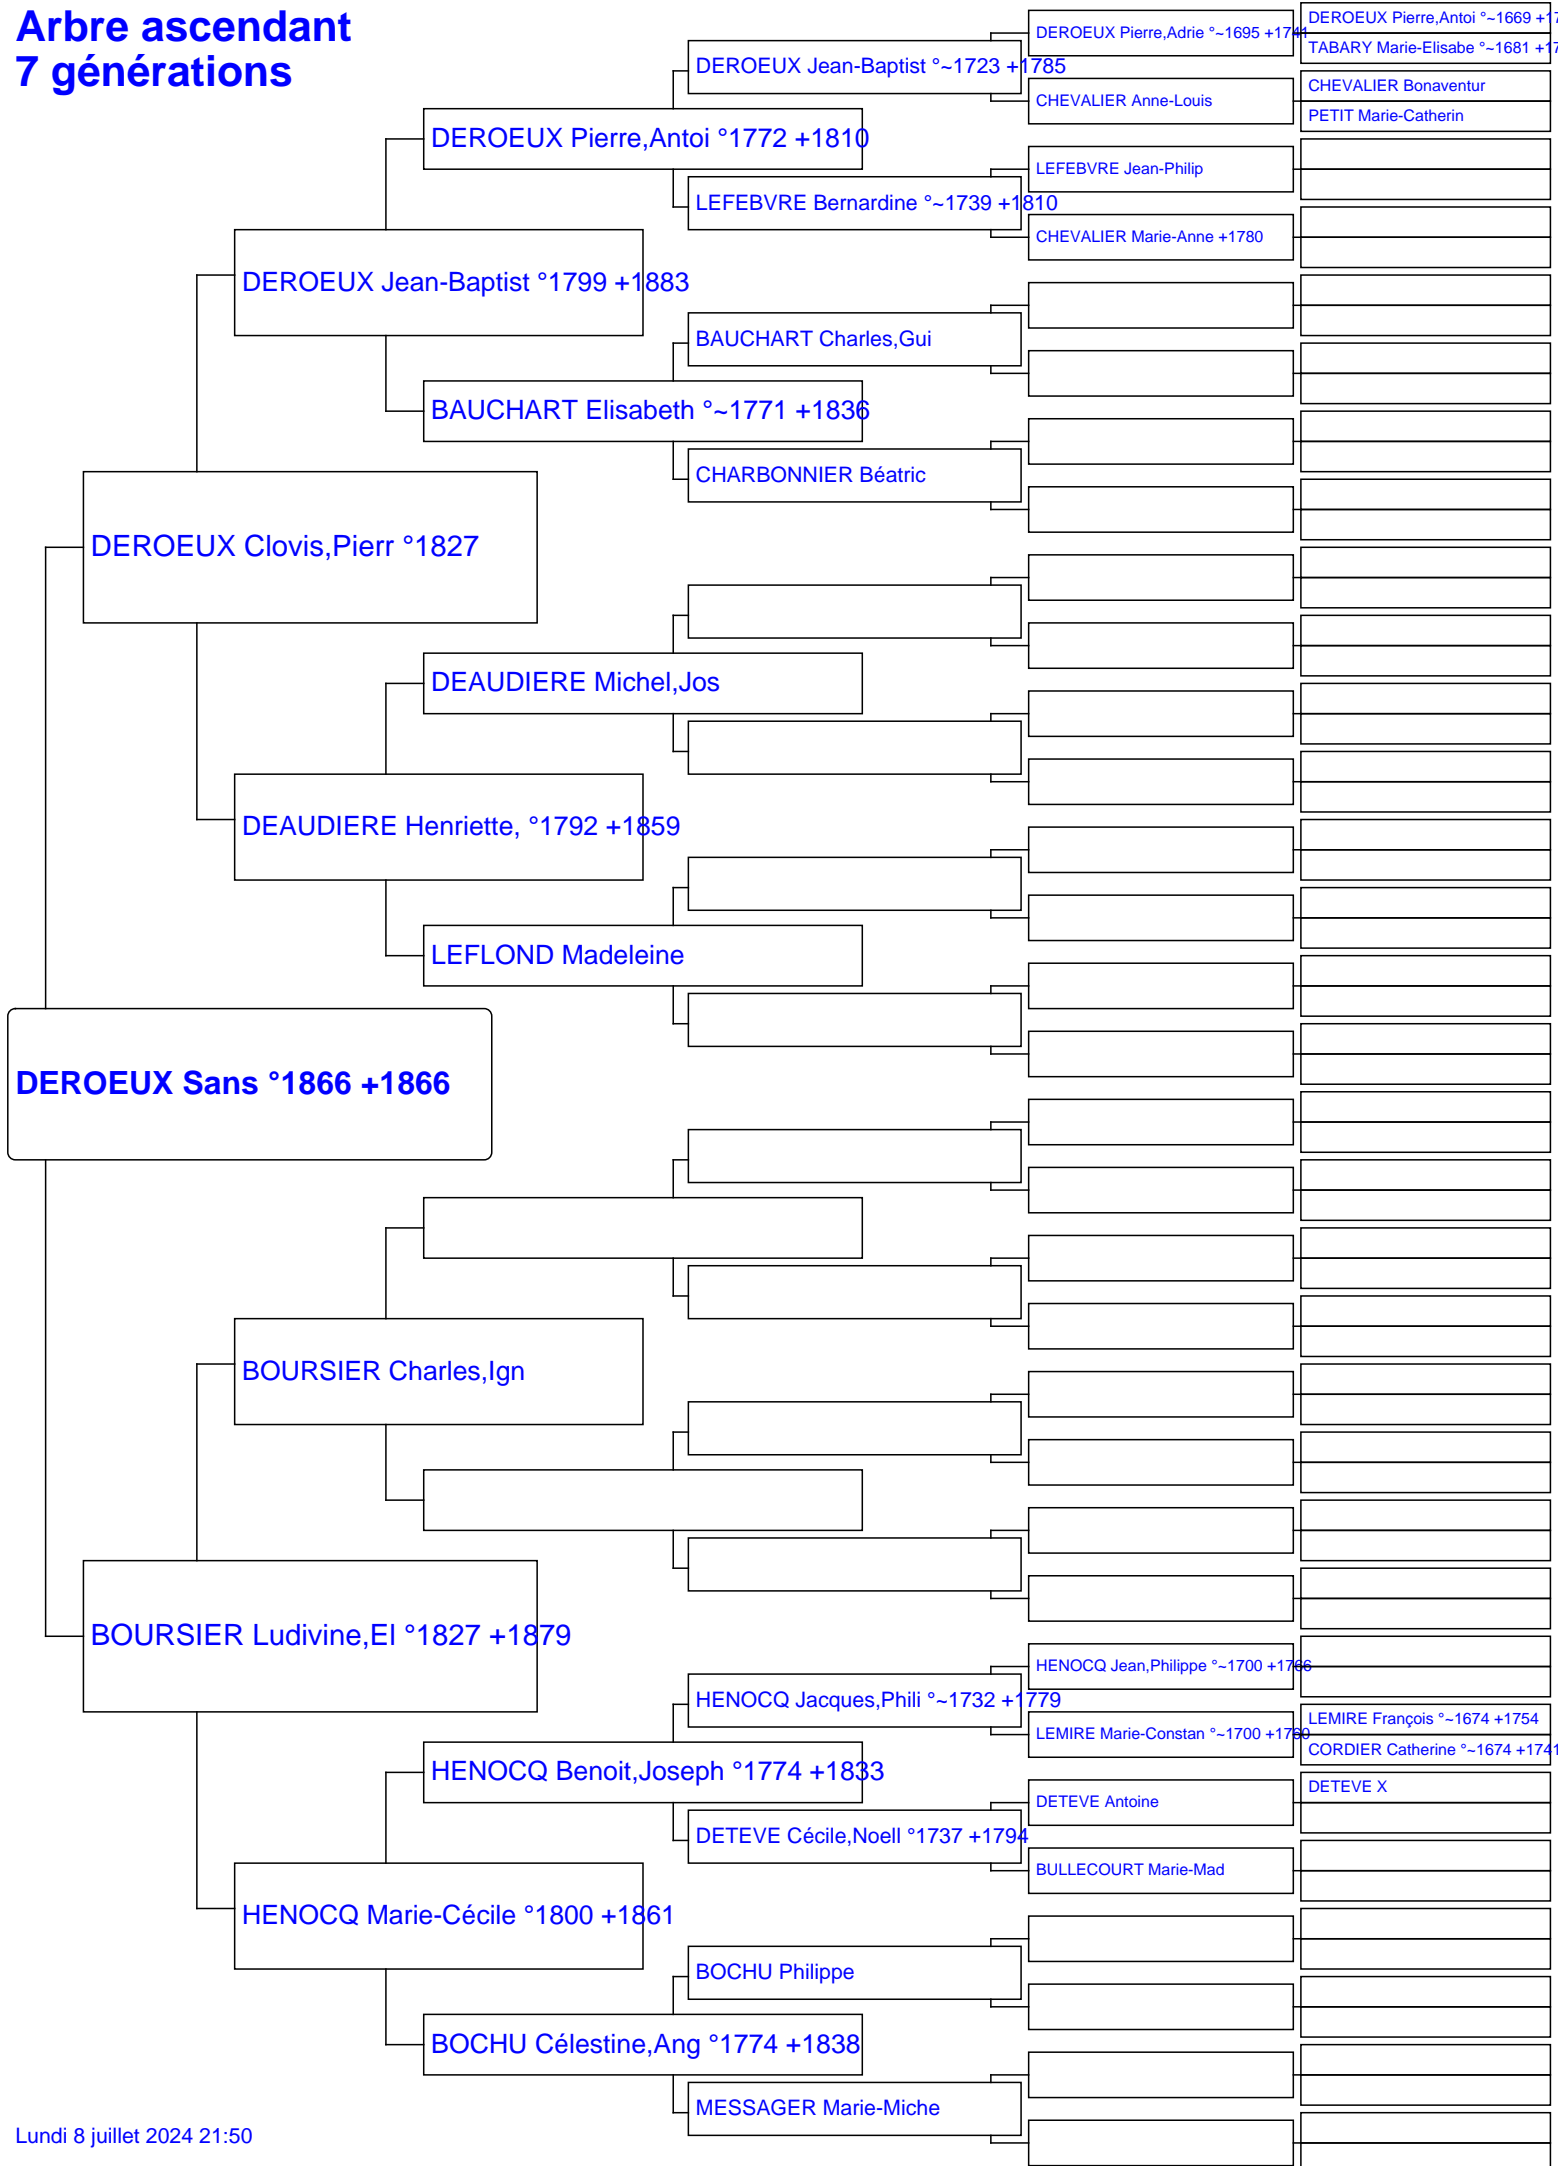 Arbre ascendant
7 générations
DEROEUX Pierre,Antoi °~1669 +17
DEROEUX Pierre,Adrie °~1695 +1741
TABARY Marie-Elisabe °~1681 +17
DEROEUX Jean-Baptist °~1723 +1785
CHEVALIER Bonaventur
CHEVALIER Anne-Louis
PETIT Marie-Catherin
DEROEUX Pierre,Antoi °1772 +1810
LEFEBVRE Jean-Philip
LEFEBVRE Bernardine °~1739 +1810
CHEVALIER Marie-Anne +1780
DEROEUX Jean-Baptist °1799 +1883
BAUCHART Charles,Gui
BAUCHART Elisabeth °~1771 +1836
CHARBONNIER Béatric
DEROEUX Clovis,Pierr °1827
DEAUDIERE Michel,Jos
DEAUDIERE Henriette, °1792 +1859
LEFLOND Madeleine
DEROEUX Sans °1866 +1866
BOURSIER Charles,Ign
BOURSIER Ludivine,El °1827 +1879
HENOCQ Jean,Philippe °~1700 +1766
HENOCQ Jacques,Phili °~1732 +1779
LEMIRE François °~1674 +1754
LEMIRE Marie-Constan °~1700 +1760
CORDIER Catherine °~1674 +1741
HENOCQ Benoit,Joseph °1774 +1833
DETEVE X
DETEVE Antoine
DETEVE Cécile,Noell °1737 +1794
BULLECOURT Marie-Mad
HENOCQ Marie-Cécile °1800 +1861
BOCHU Philippe
BOCHU Célestine,Ang °1774 +1838
MESSAGER Marie-Miche
Lundi 8 juillet 2024 21:50